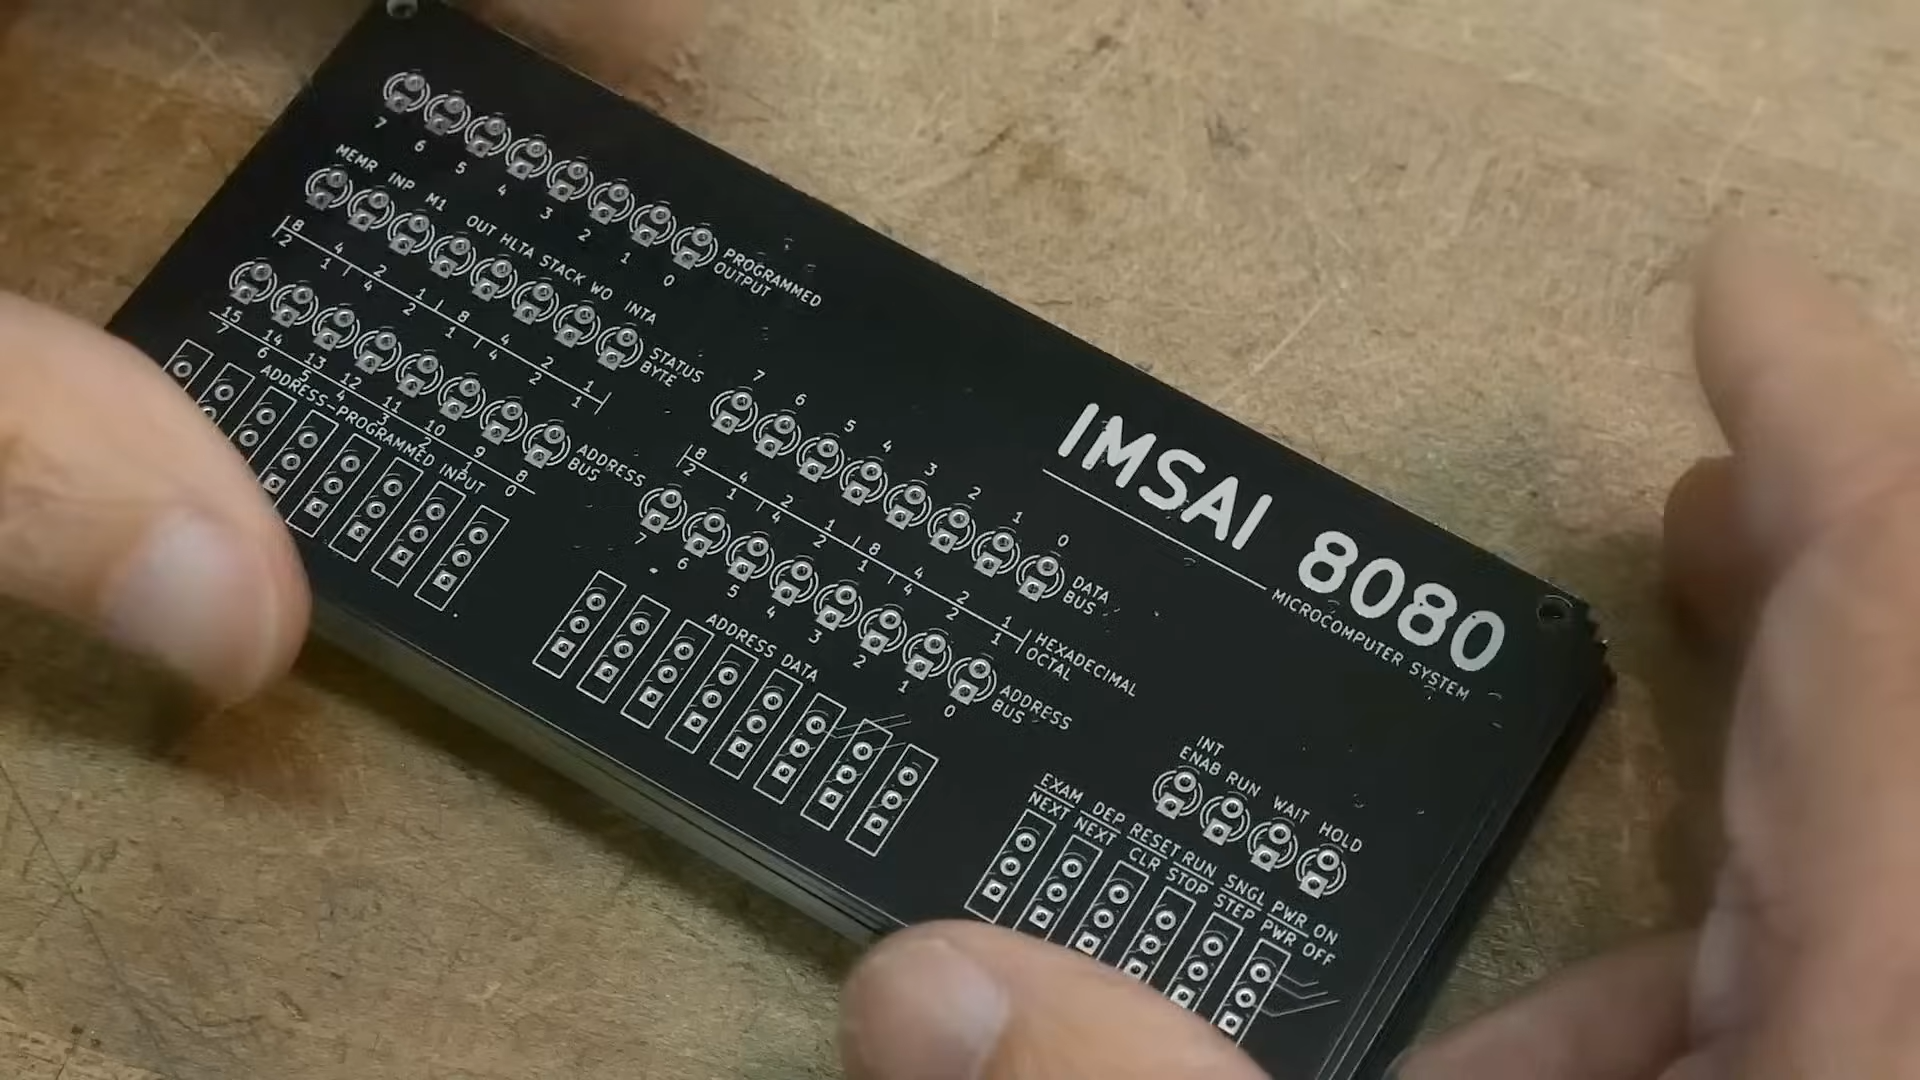 7 6 5 4 3 2 1 0
PROGRAMMED
OUTPUT
MEMR INP M1 OUT HLTA STACK WO INTA
STATUS
BYTE
8 4 2 1 8 4 2 1
2 1 4 2 1 4 2 1
ADDRESS
BUS
15 14 13 12 11 10 9 8
7 6 5 4 3 2 1 0
ADDRESS-PROGRAMMED INPUT
IMSAI 8080
MICROCOMPUTER SYSTEM
7 6 5 4 3 2 1 0
DATA
BUS
8 4 2 1 8 4 2 1
HEXADECIMAL
2 1 4 2 1 4 2 1
OCTAL
ADDRESS
BUS
7 6 5 4 3 2 1 0
ADDRESS DATA
INT
ENAB RUN WAIT HOLD
EXAM DEP RESET RUN SNGL PWR ON
NEXT NEXT CLR STOP STEP PWR OFF